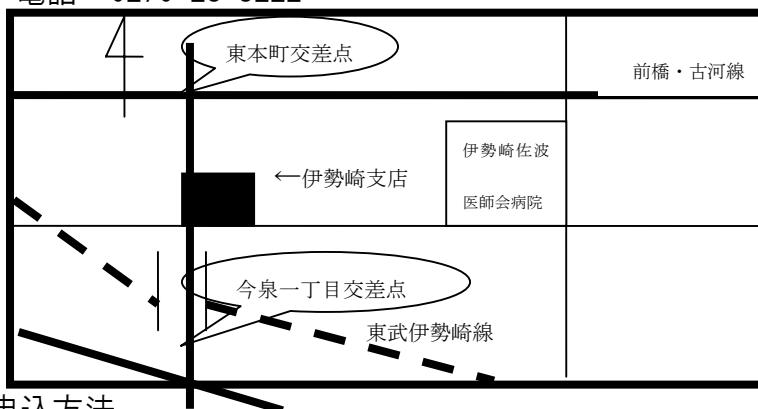 東本町交差点
前橋・古河線
伊勢崎佐波
←伊勢崎支店
医師会病院
今泉一丁目交差点
東武伊勢崎線